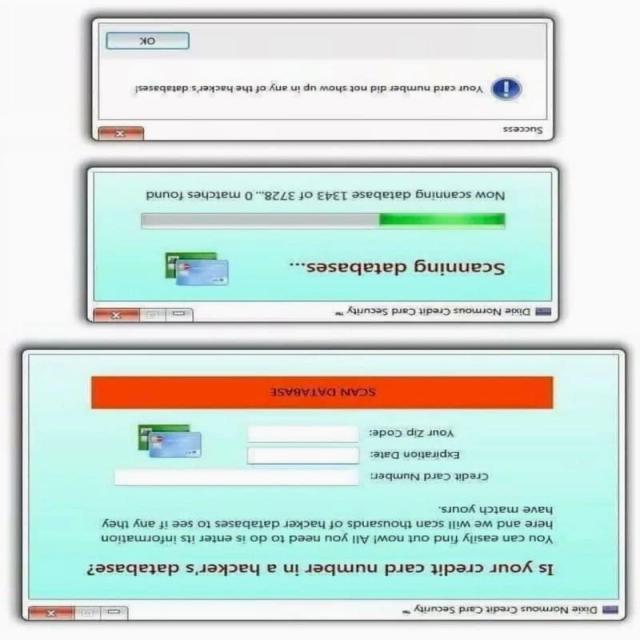 Dixie Normous Credit Card Security ™
Is your credit card number in a hacker's database?
You can easily find out now! All you need to do is enter its information
here and we will scan thousands of hacker databases to see if any they
have match yours.
Credit Card Number:
Expiration Date:
Your Zip Code:
SCAN DATABASE
Dixie Normous Credit Card Security ™
Scanning databases...
Now scanning database 1343 of 3728... 0 matches found
Success
Your card number did not show up in any of the hacker's databases!
OK